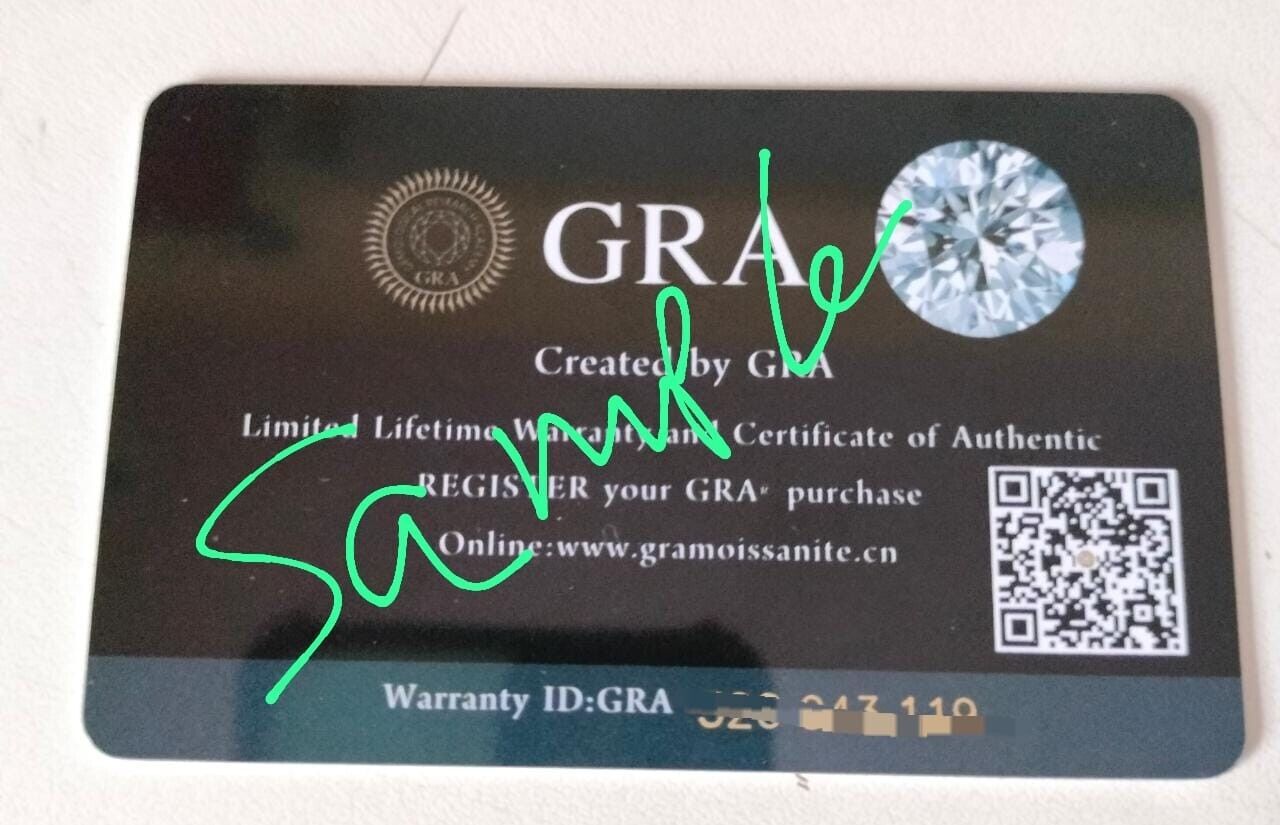 GRA
GRA
Created by GRA
Limited Lifetime Warranty and Certificate of Authentic
REGISTER your GRA purchase
Online:www.gramoissanite.cn
Warranty ID:GRA
Sample